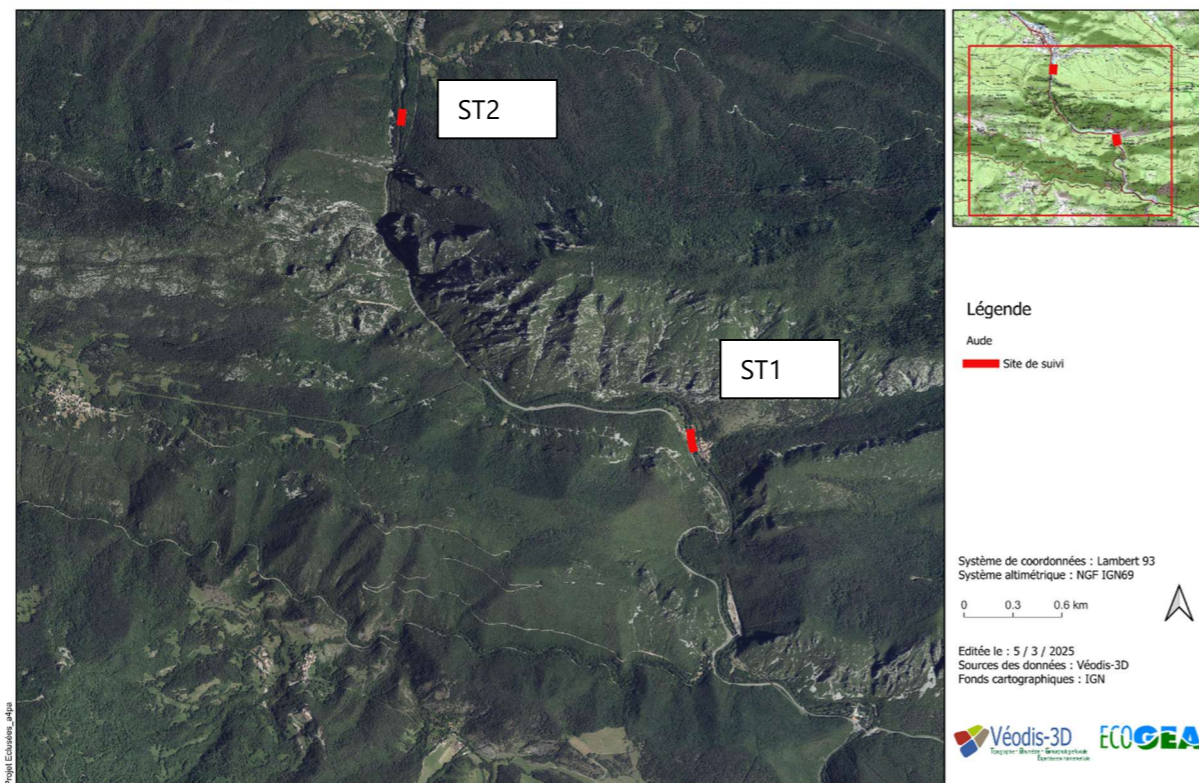 ST2
ST1
Légende
Aude
Site de suivi
Système de coordonnées : Lambert 93
Système altimétrique : NGF IGN69
0 0.3 0.6 km
Editée le : 5 / 3 / 2025
Sources des données : Véodis-3D
Fonds cartographiques : IGN
Véodis-3D
ECOGEA
Projet Eclusées_a4pa